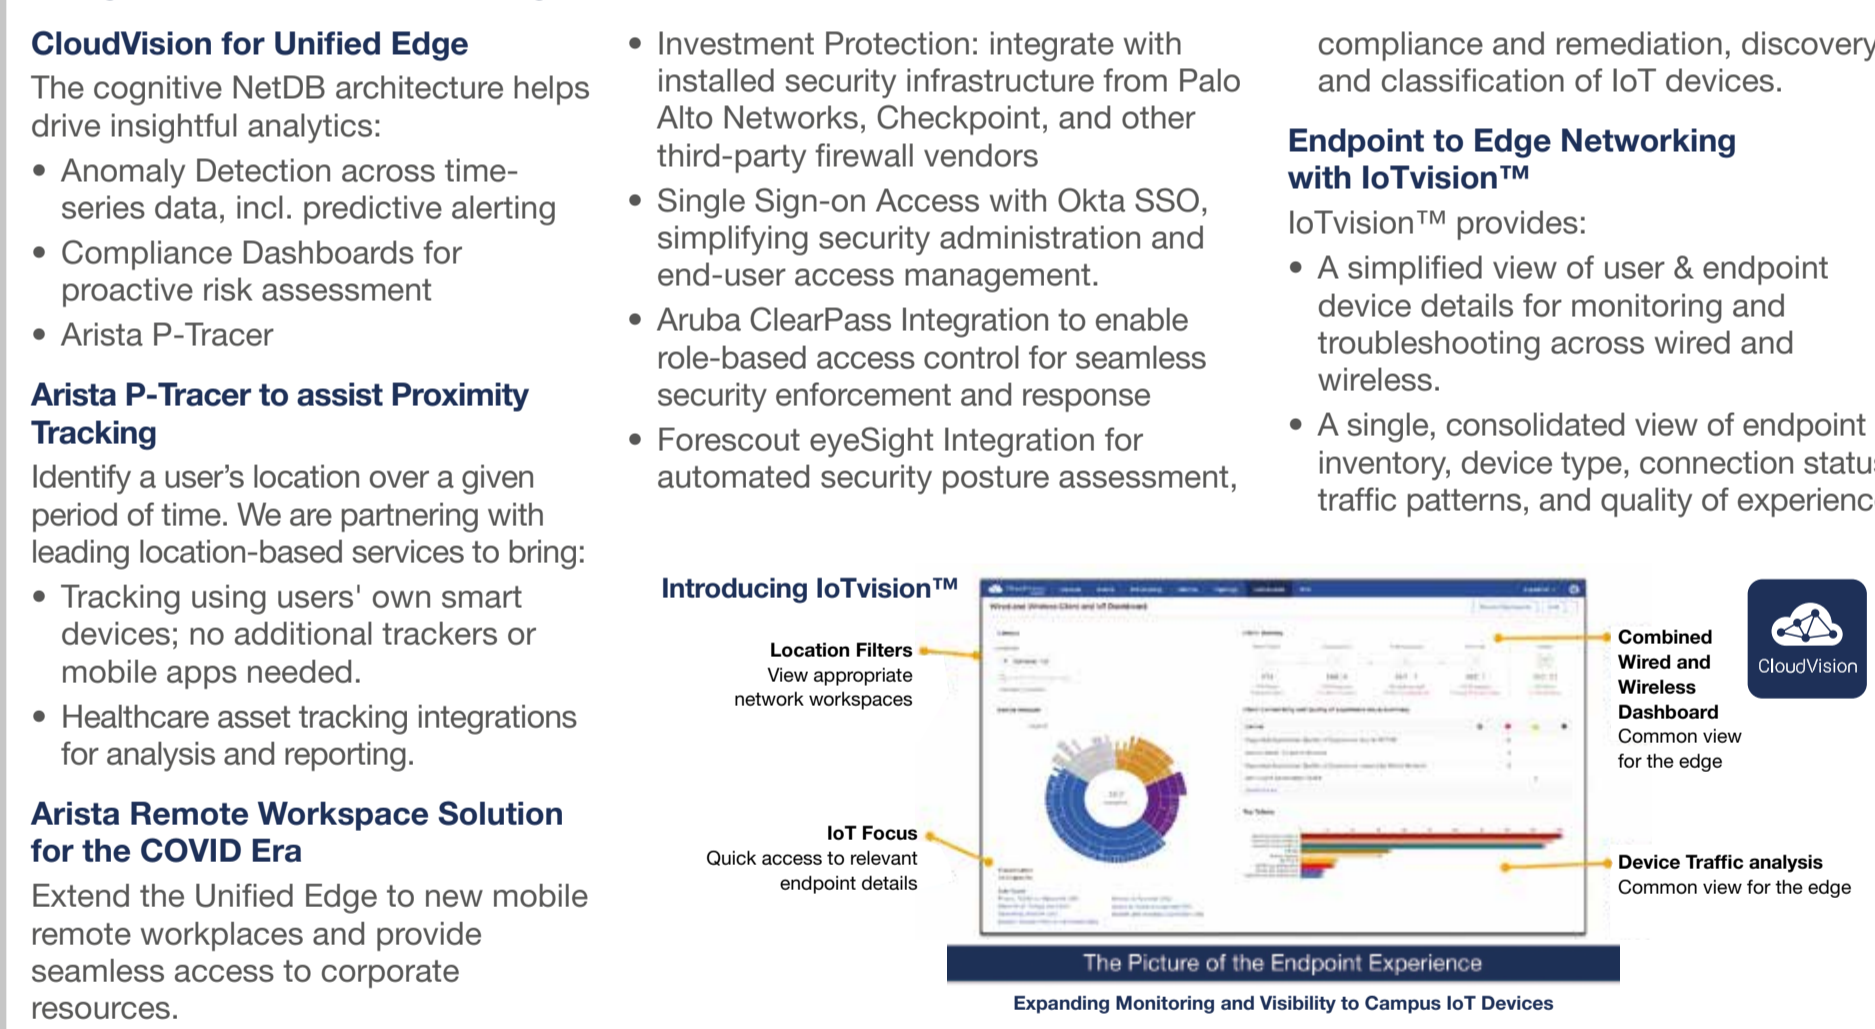 CloudVision for Unified Edge
The cognitive NetDB architecture helps
drive insightful analytics:
• Anomaly Detection across time-
series data, incl. predictive alerting
• Compliance Dashboards for
proactive risk assessment
• Arista P-Tracer
Arista P-Tracer to assist Proximity
Tracking
Identify a user's location over a given
period of time. We are partnering with
leading location-based services to bring:
• Tracking using users' own smart
devices; no additional trackers or
mobile apps needed.
• Healthcare asset tracking integrations
for analysis and reporting.
Arista Remote Workspace Solution
for the COVID Era
Extend the Unified Edge to new mobile
remote workplaces and provide
seamless access to corporate
resources.
• Investment Protection: integrate with
installed security infrastructure from Palo
Alto Networks, Checkpoint, and other
third-party firewall vendors
• Single Sign-on Access with Okta SSO,
simplifying security administration and
end-user access management.
• Aruba ClearPass Integration to enable
role-based access control for seamless
security enforcement and response
• Forescout eyeSight Integration for
automated security posture assessment,
compliance and remediation, discovery
and classification of IoT devices.
Endpoint to Edge Networking
with IoTvision™
IoTvision™ provides:
• A simplified view of user & endpoint
device details for monitoring and
troubleshooting across wired and
wireless.
• A single, consolidated view of endpoint
inventory, device type, connection statu
traffic patterns, and quality of experienc
Introducing IoTvision™
Location Filters
View appropriate
network workspaces
IoT Focus
Quick access to relevant
endpoint details
Wired and Wireless Client and IoT Dashboard
Combined
Wired and
Wireless
Dashboard
Common view
for the edge
CloudVision
Device Traffic analysis
Common view for the edge
The Picture of the Endpoint Experience
Expanding Monitoring and Visibility to Campus IoT Devices